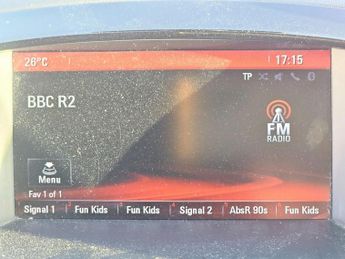 26°C 17:15
TP
BBC R2
FM
RADIO
Menu
Fav 1 of 1
Signal 1 Fun Kids Fun Kids Signal 2 AbsR 90s Fun Kids